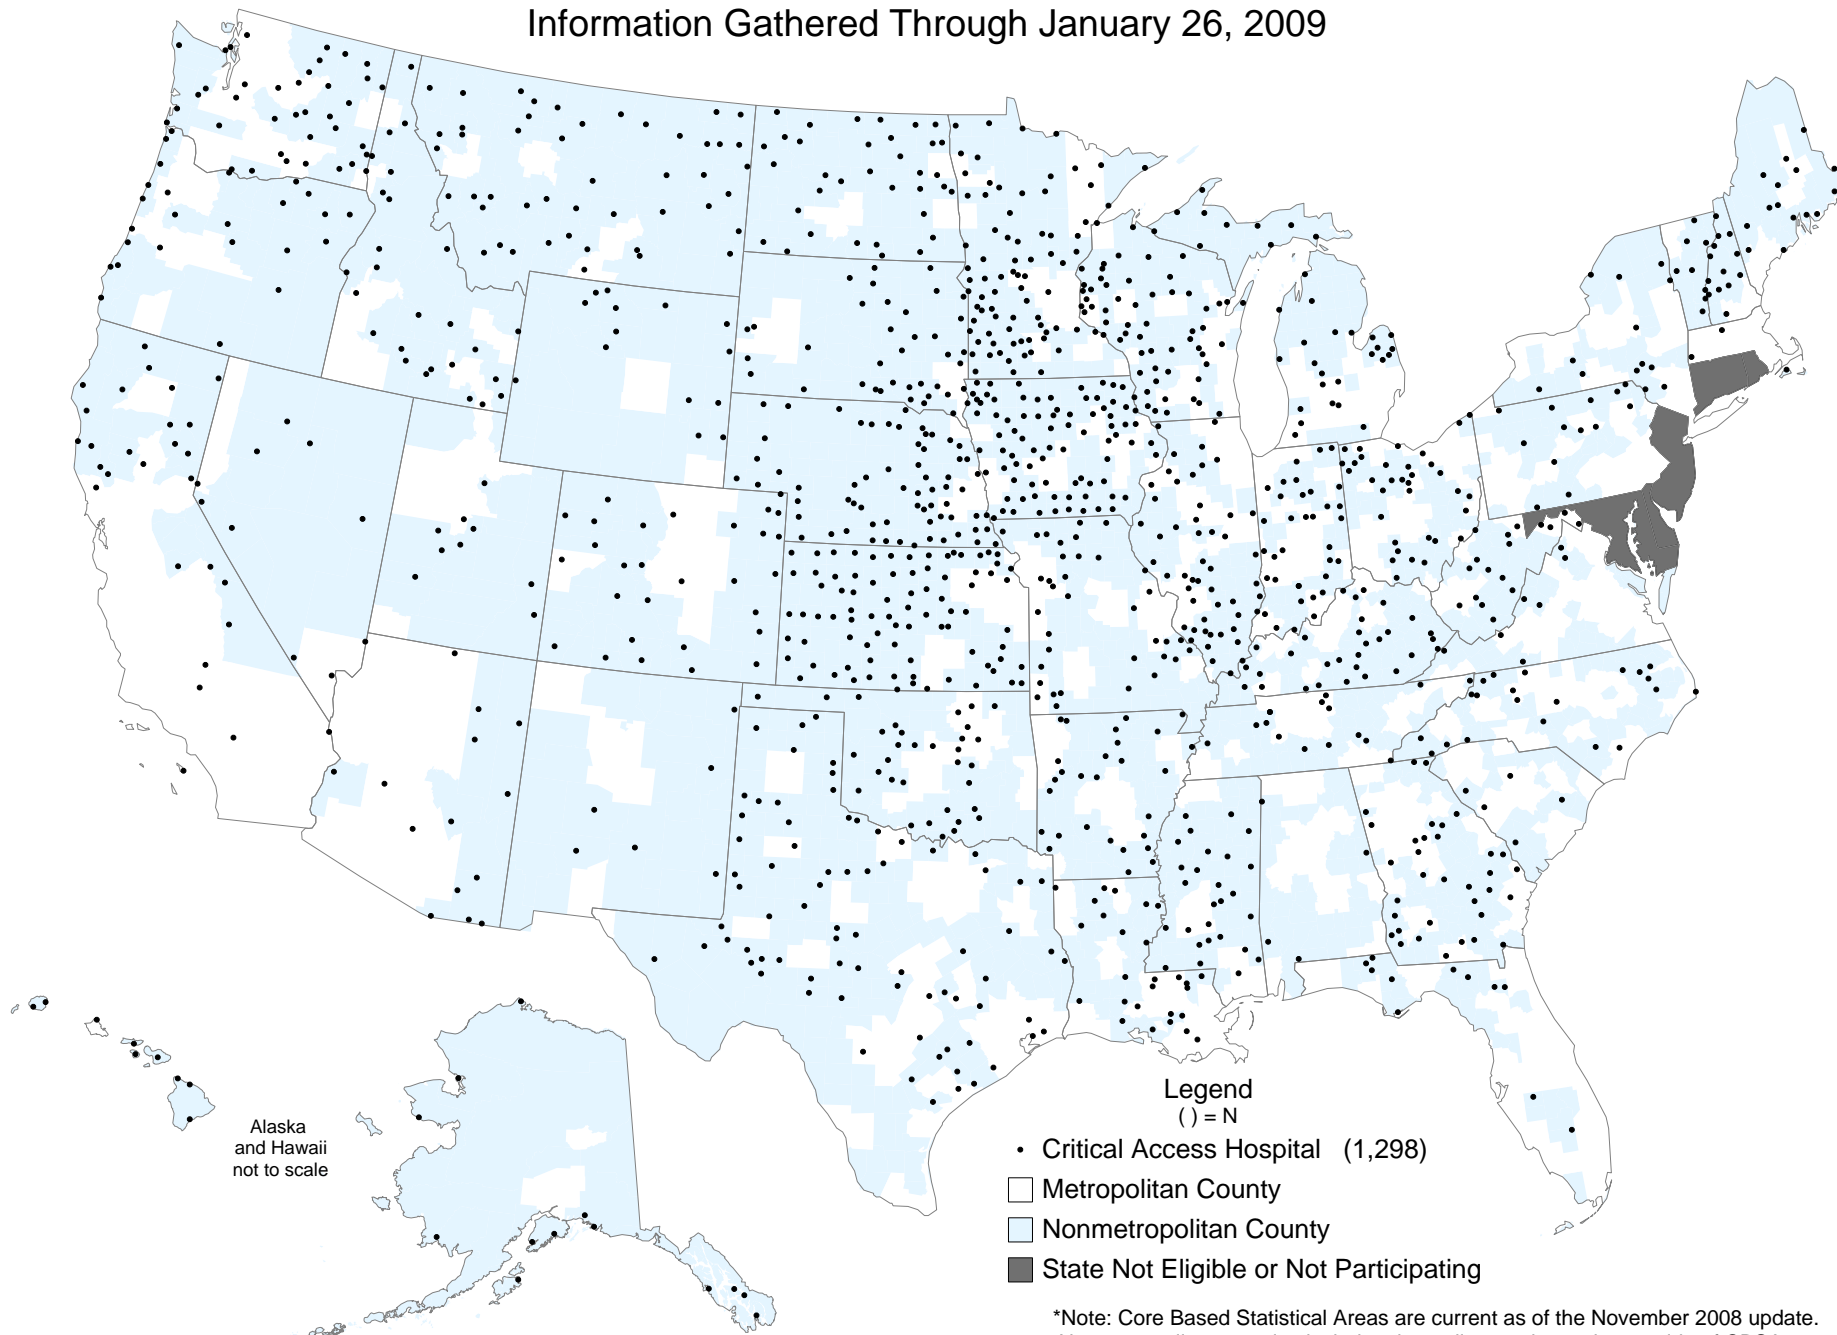 Information Gathered Through January 26, 2009
Alaska
and Hawaii
not to scale
Legend
( ) = N
Critical Access Hospital (1,298)
Metropolitan County
Nonmetropolitan County
State Not Eligible or Not Participating
*Note: Core Based Statistical Areas are current as of the November 2008 update.